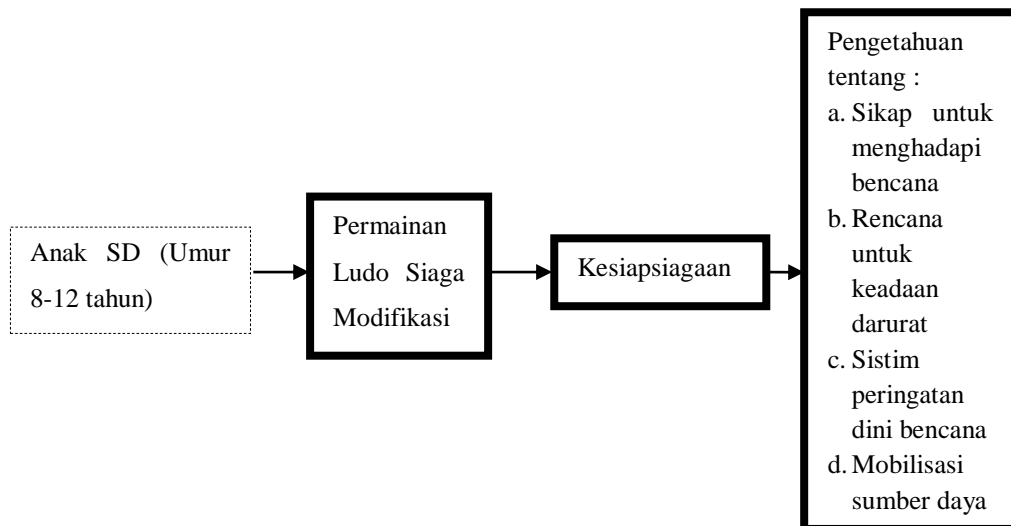 Anak SD (Umur
8-12 tahun)
Permainan
Ludo Siaga
Modifikasi
Kesiapsiagaan
Pengetahuan
tentang :
a. Sikap untuk
menghadapi
bencana
b. Rencana
untuk
keadaan
darurat
c. Sistim
peringatan
dini bencana
d. Mobilisasi
sumber daya